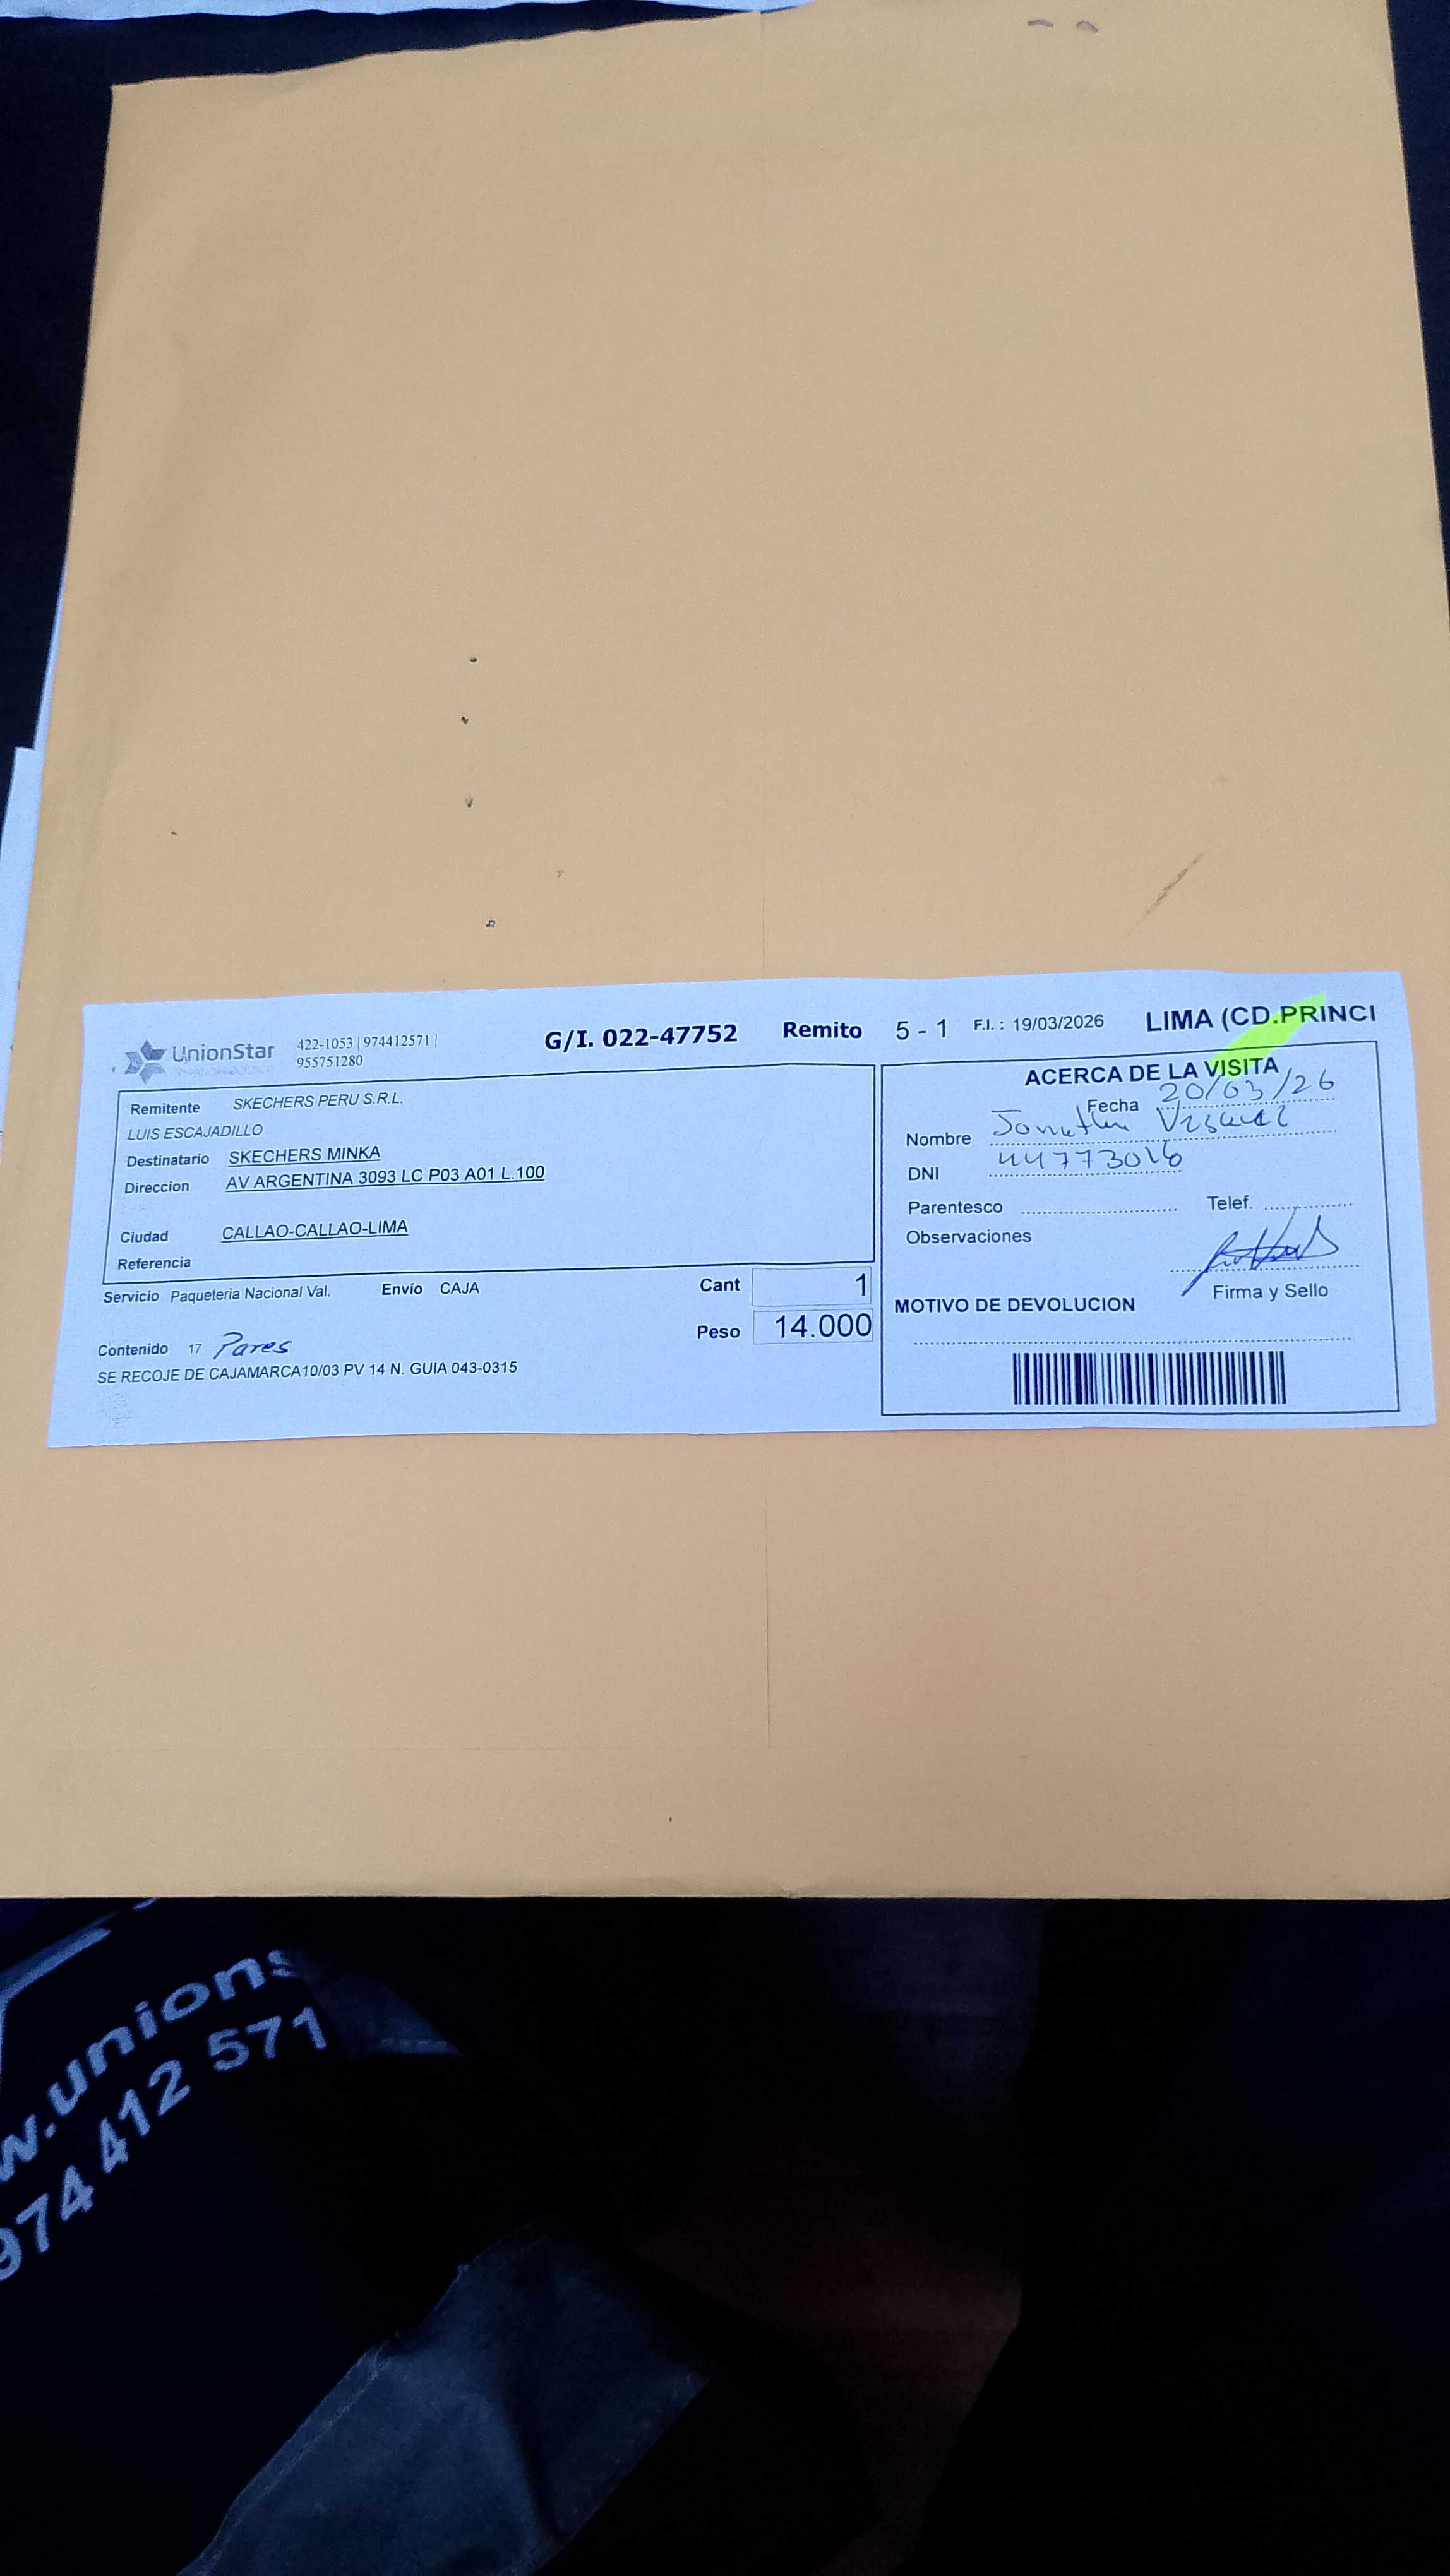 UnionStar
422-1053 | 974412571 |
955751280
G/I. 022-47752 Remito 5 - 1 F.I. : 19/03/2026 LIMA (CD.PRINCI
Remitente SKECHERS PERU S.R.L.
LUIS ESCAJADILLO
Destinatario SKECHERS MINKA
Direccion AV ARGENTINA 3093 LC P03 A01 L.100
Ciudad CALLAO-CALLAO-LIMA
Referencia
Servicio Paqueteria Nacional Val. Envío CAJA
Cant 1
Peso 14.000
Contenido 17 Pares
SE RECOJE DE CAJAMARCA10/03 PV 14 N. GUIA 043-0315
ACERCA DE LA VISITA
Fecha 20/03/26
Nombre Jonathan
DNI 44773016
Parentesco Telef.
Observaciones
Firma y Sello
MOTIVO DE DEVOLUCION
w.unions
974 412 571